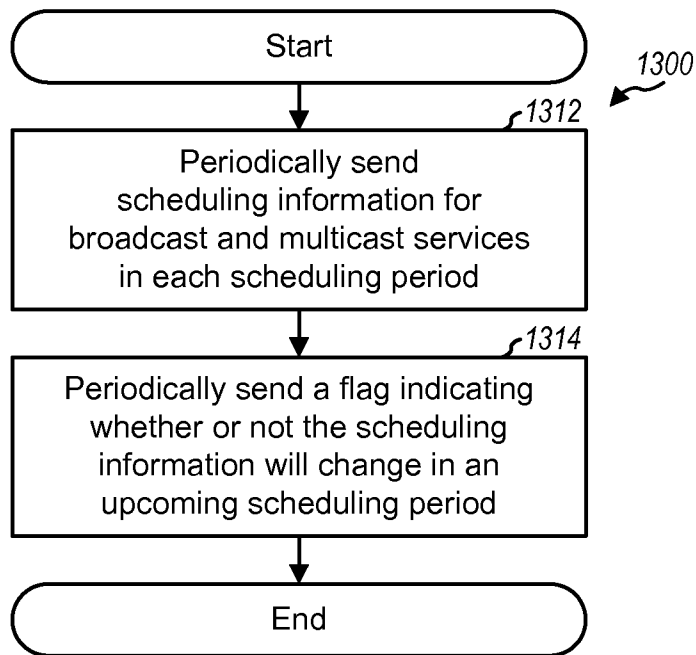 Start
1300
1312
Periodically send
scheduling information for
broadcast and multicast services
in each scheduling period
1314
Periodically send a flag indicating
whether or not the scheduling
information will change in an
upcoming scheduling period
End